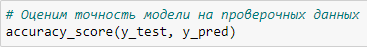 # Оценим точность модели на проверочных данных
accuracy_score(y_test, y_pred)